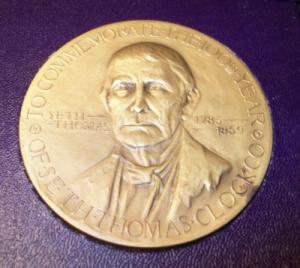 TO COMMEMORATE THE 100TH YEAR
OF SETH THOMAS CLOCK CO
SETH
THOMAS
1785
1859